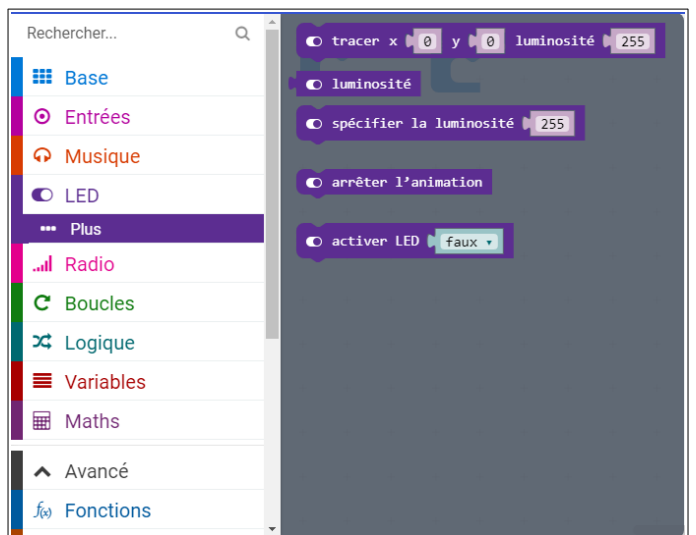 Rechercher...
Base
Entrées
Musique
LED
Plus
Radio
Boucles
Logique
Variables
Maths
Avancé
f(x) Fonctions
tracer x 0 y 0 luminosité 255
luminosité
spécifier la luminosité 255
arrêter l’animation
activer LED faux